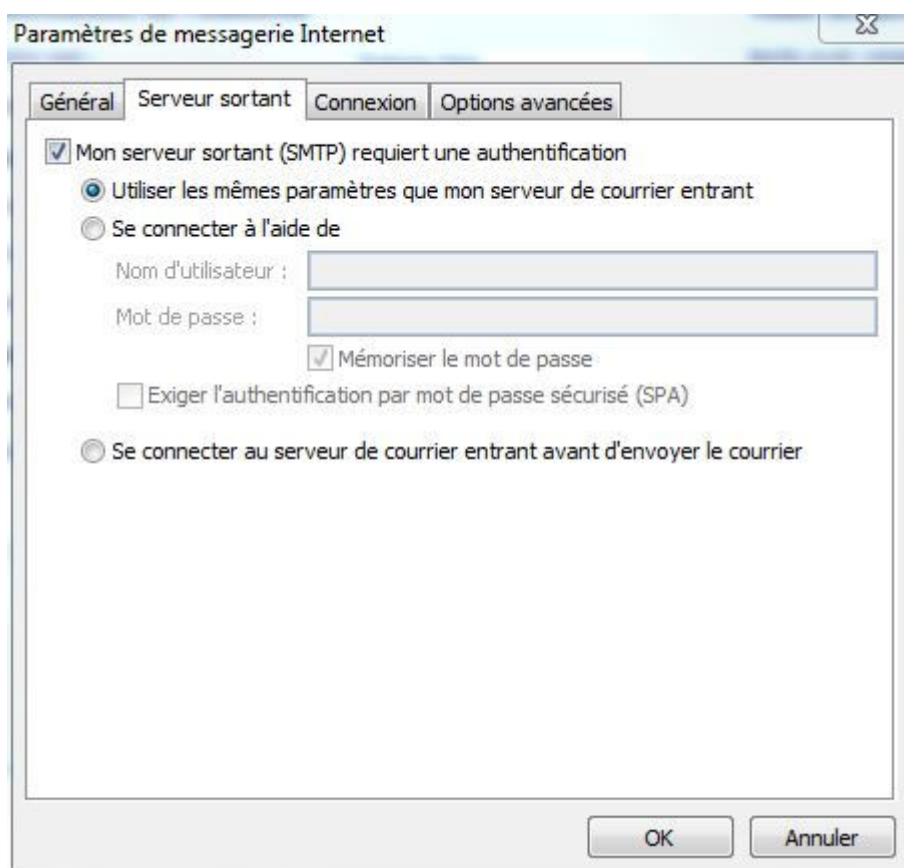 Paramètres de messagerie Internet
Général Serveur sortant Connexion Options avancées
Mon serveur sortant (SMTP) requiert une authentification
Utiliser les mêmes paramètres que mon serveur de courrier entrant
Se connecter à l'aide de
Nom d'utilisateur :
Mot de passe :
Mémoriser le mot de passe
Exiger l'authentification par mot de passe sécurisé (SPA)
Se connecter au serveur de courrier entrant avant d'envoyer le courrier
OK Annuler